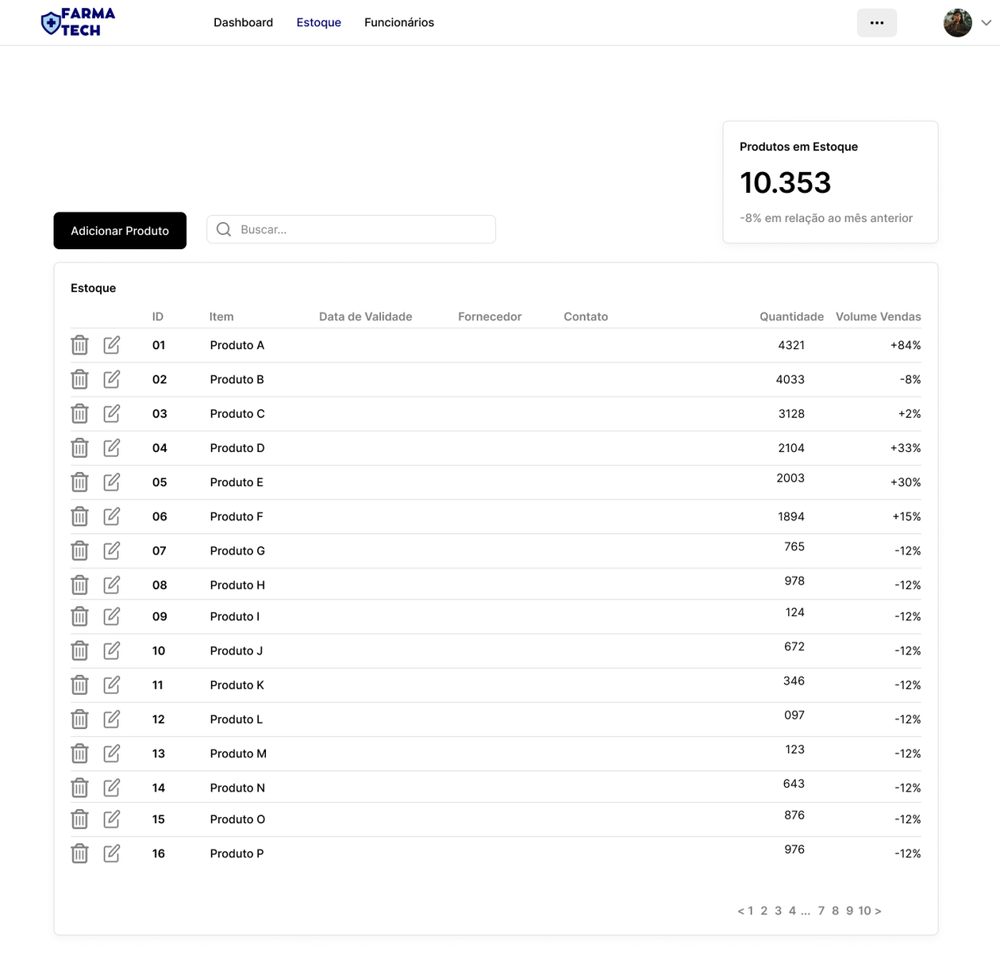 FARMA
TECH
Dashboard Estoque Funcionários
Produtos em Estoque
10.353
-8% em relação ao mês anterior
Adicionar Produto
Buscar...
Estoque
ID Item Data de Validade Fornecedor Contato Quantidade Volume Vendas
01 Produto A 4321 +84%
02 Produto B 4033 -8%
03 Produto C 3128 +2%
04 Produto D 2104 +33%
05 Produto E 2003 +30%
06 Produto F 1894 +15%
07 Produto G 765 -12%
08 Produto H 978 -12%
09 Produto I 124 -12%
10 Produto J 672 -12%
11 Produto K 346 -12%
12 Produto L 097 -12%
13 Produto M 123 -12%
14 Produto N 643 -12%
15 Produto O 876 -12%
16 Produto P 976 -12%
< 1 2 3 4 ... 7 8 9 10 >